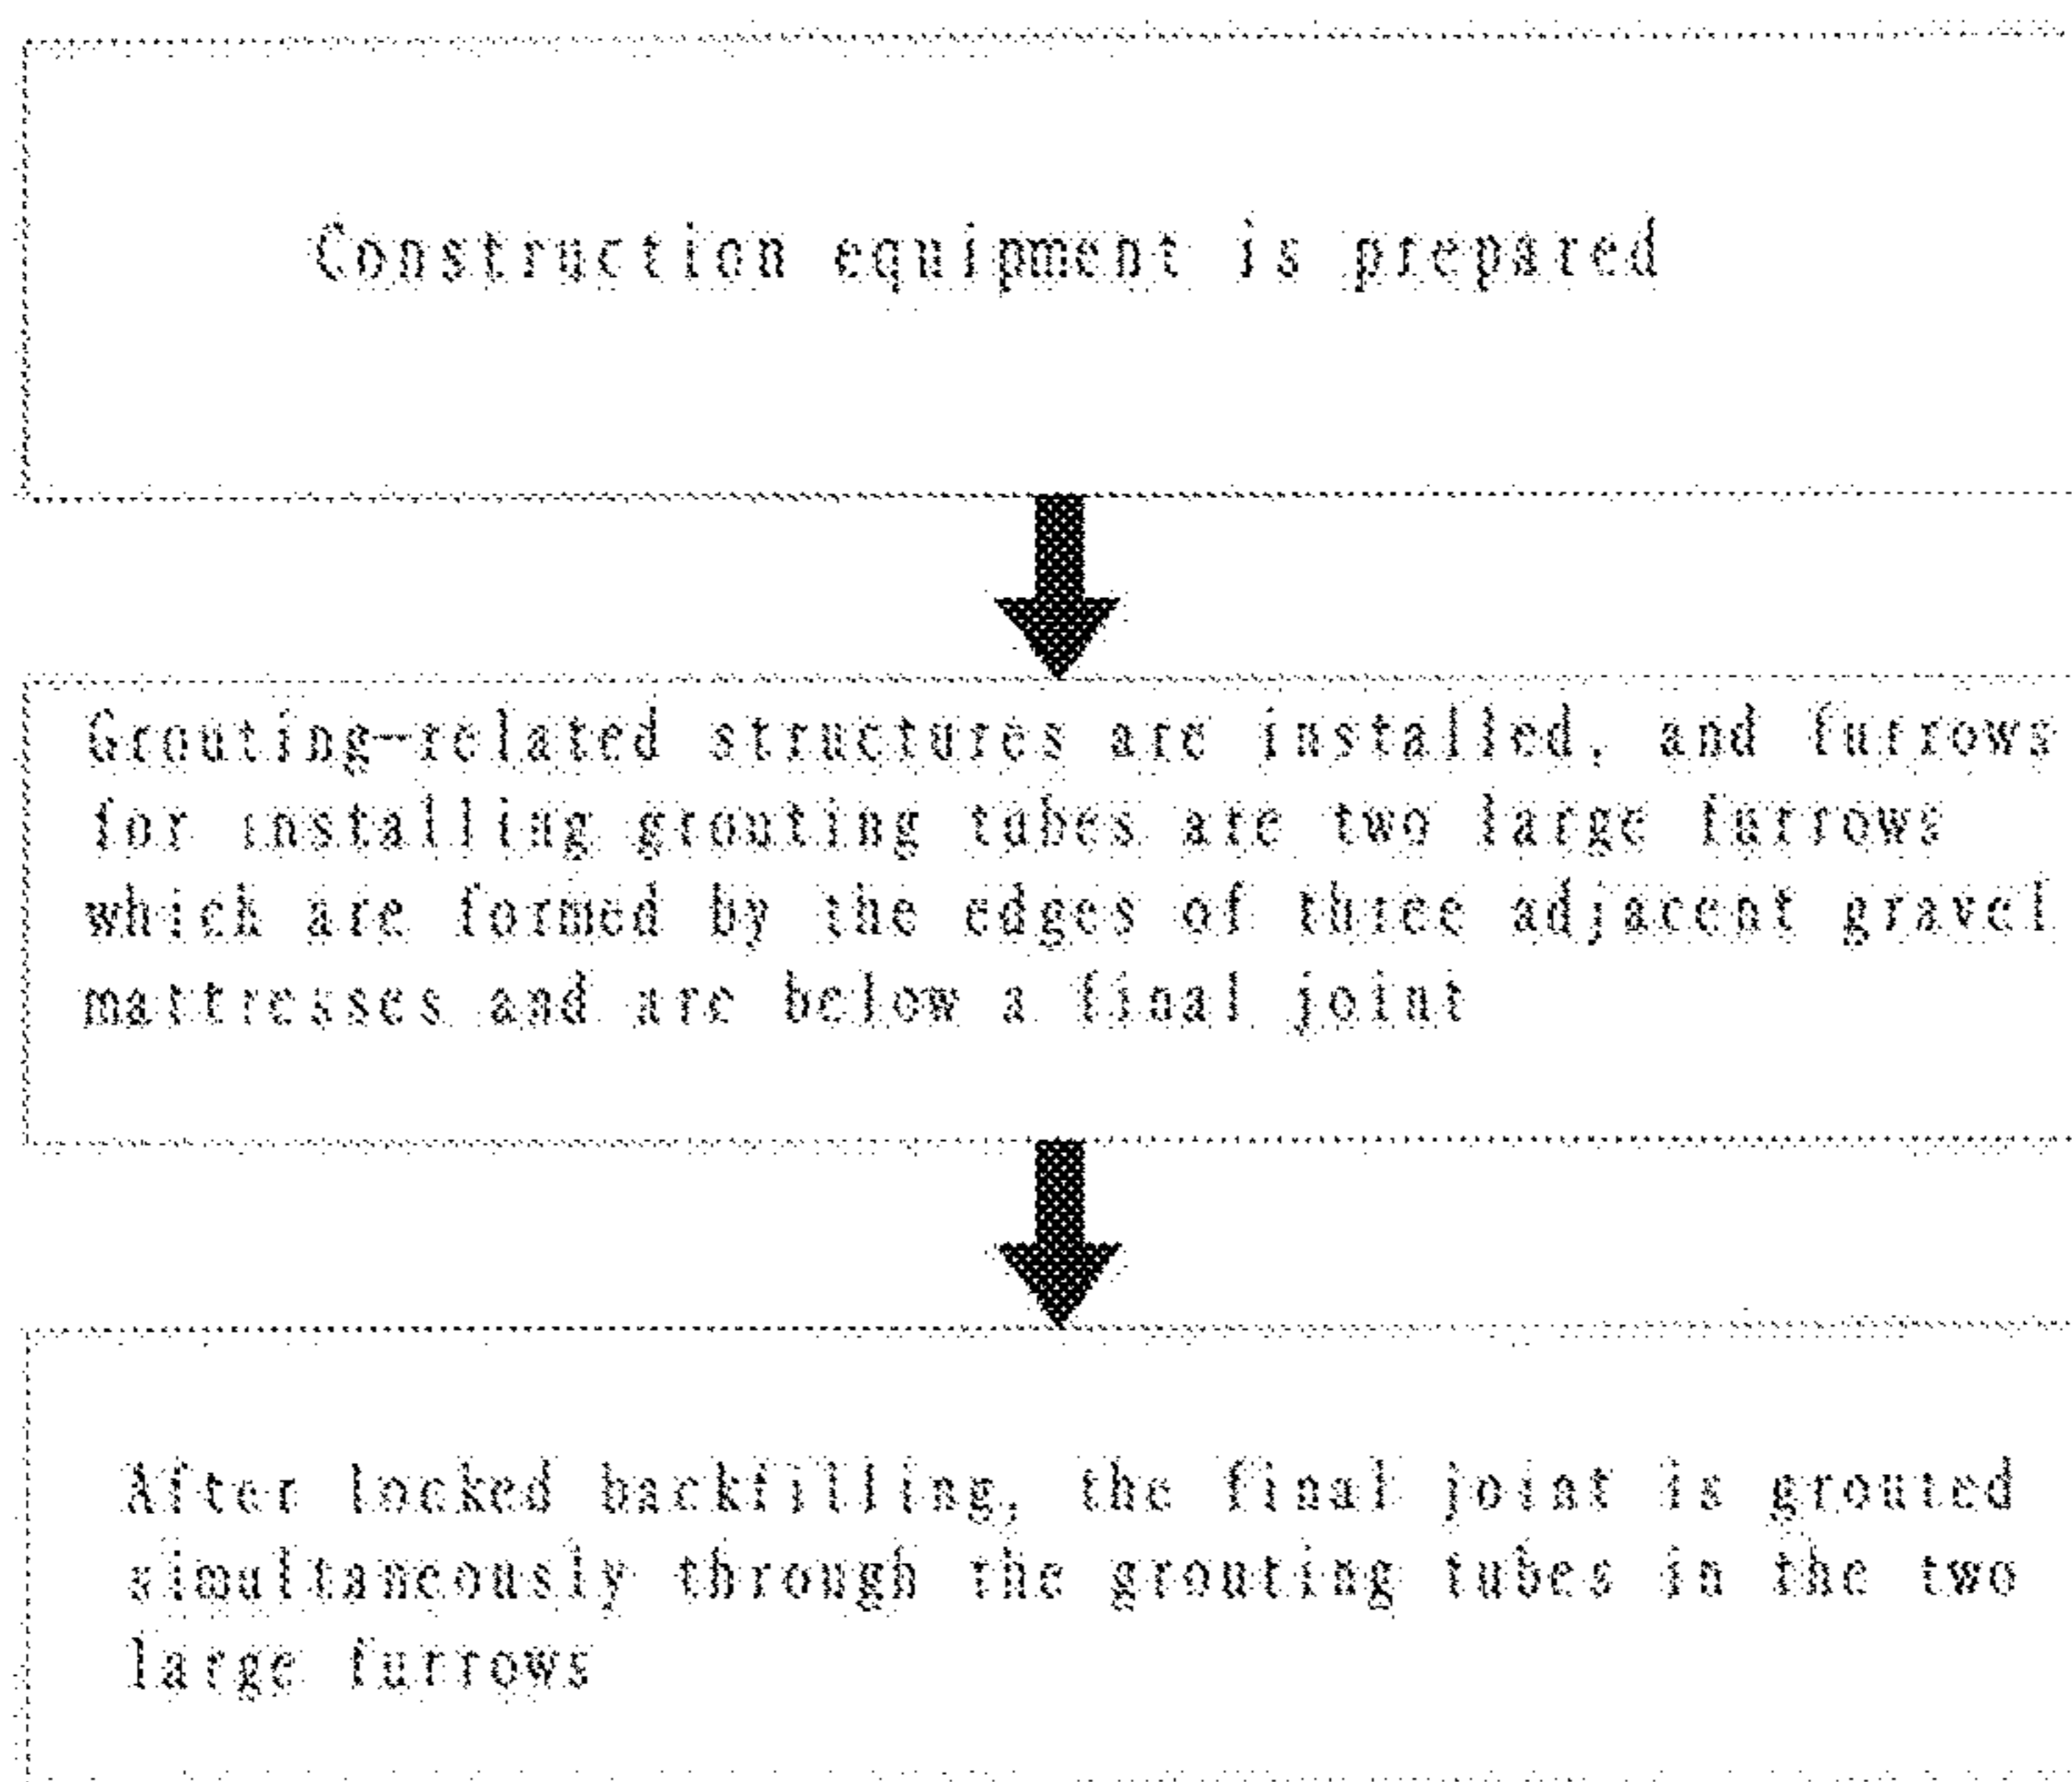 Construction equipment is prepared
Grouting-related structures are installed, and furrows
for installing grouting tubes are two large furrows
which are formed by the edges of three adjacent gravel
mattresses and are below a final joint
After locked backfilling, the final joint is grouted
simultaneously through the grouting tubes in the two
large furrows